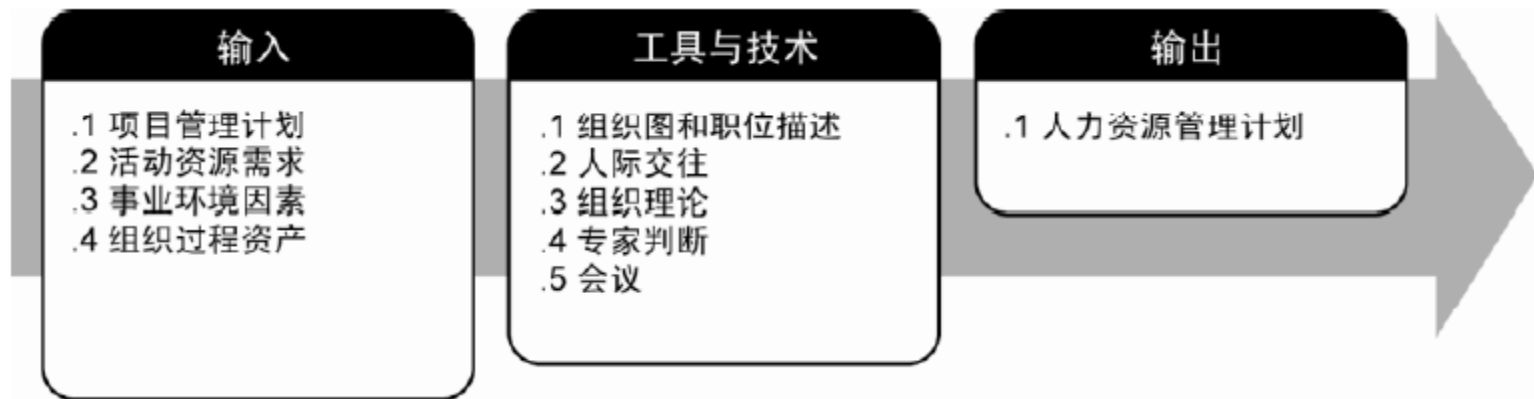 输入
.1 项目管理计划
.2 活动资源需求
.3 事业环境因素
.4 组织过程资产
工具与技术
.1 组织图和职位描述
.2 人际交往
.3 组织理论
.4 专家判断
.5 会议
输出
.1 人力资源管理计划